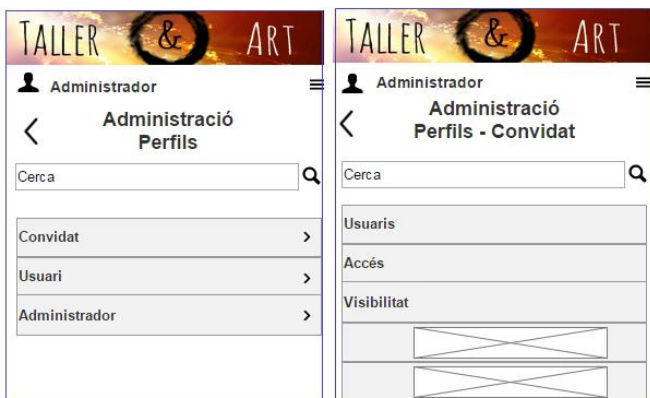 TALLER & ART
Administrador
Administració
Perfils
Cerca
Convidat
Usuari
Administrador
TALLER & ART
Administrador
Administració
Perfils - Convidat
Cerca
Usuaris
Accés
Visibilitat